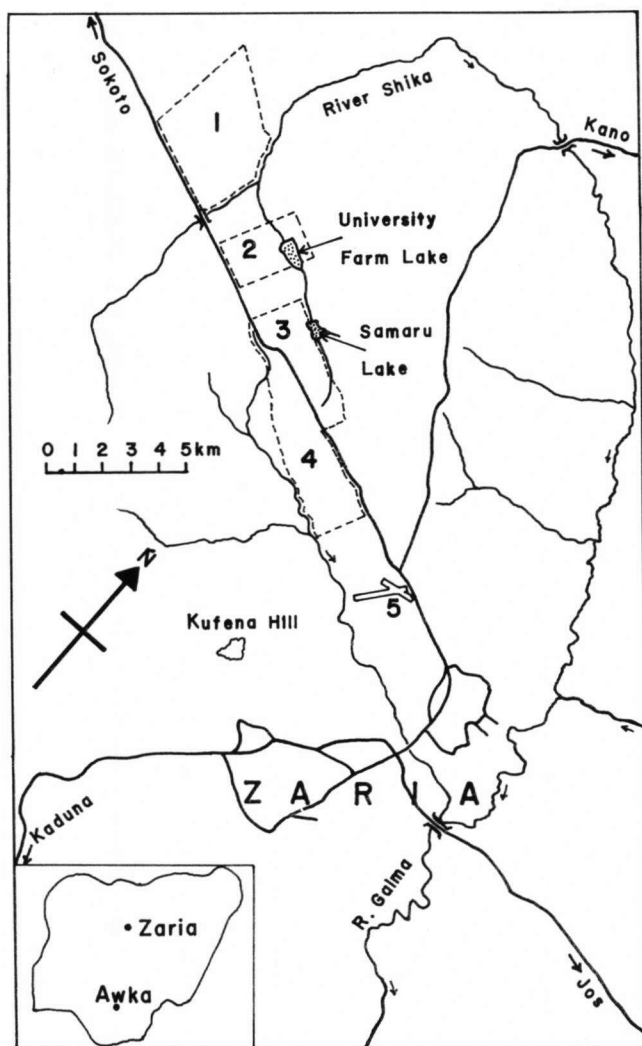 Sokoto
River Shika
Kano
1
University
Farm Lake
2
3
Samaru
Lake
0 1 2 3 4 5km
4
N
5
Kufena Hill
ZARIA
Kaduna
R. Galma
Jos
Zaria
Awka